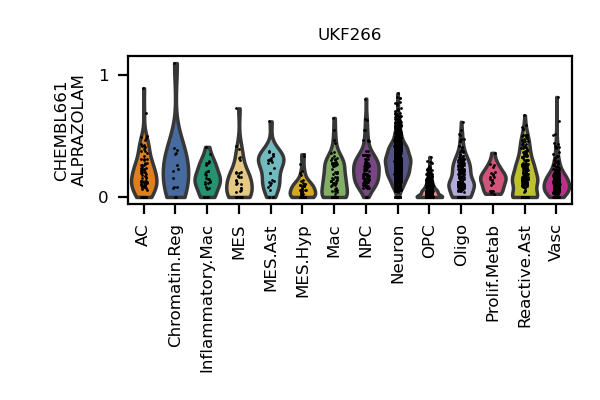 UKF266
CHEMBL661
ALPRAZOLAM
1
0
AC
Chromatin.Reg
Inflammatory.Mac
MES
MES.Ast
MES.Hyp
Mac
NPC
Neuron
OPC
Oligo
Prolif.Metab
Reactive.Ast
Vasc